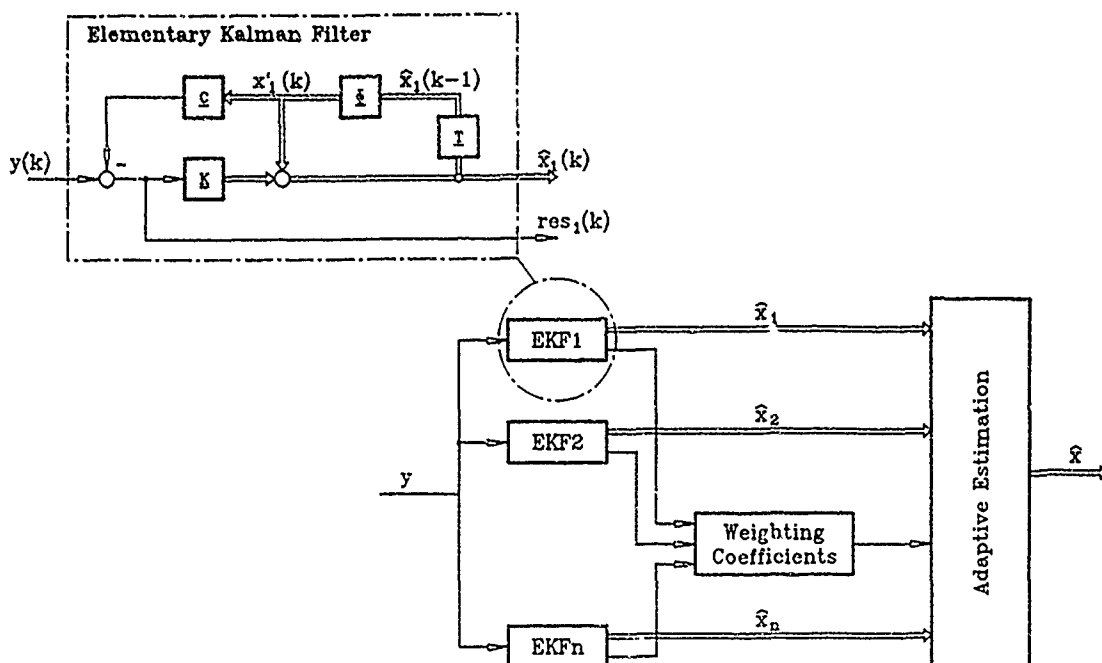 Elementary Kalman Filter
x'₁(k)
x̂₁(k-1)
C
T
y(k)
-
K
x̂₁(k)
res₁(k)
EKF1
x̂₁
EKF2
x̂₂
y
Weighting
Coefficients
EKFn
x̂ₙ
Adaptive Estimation
x̂